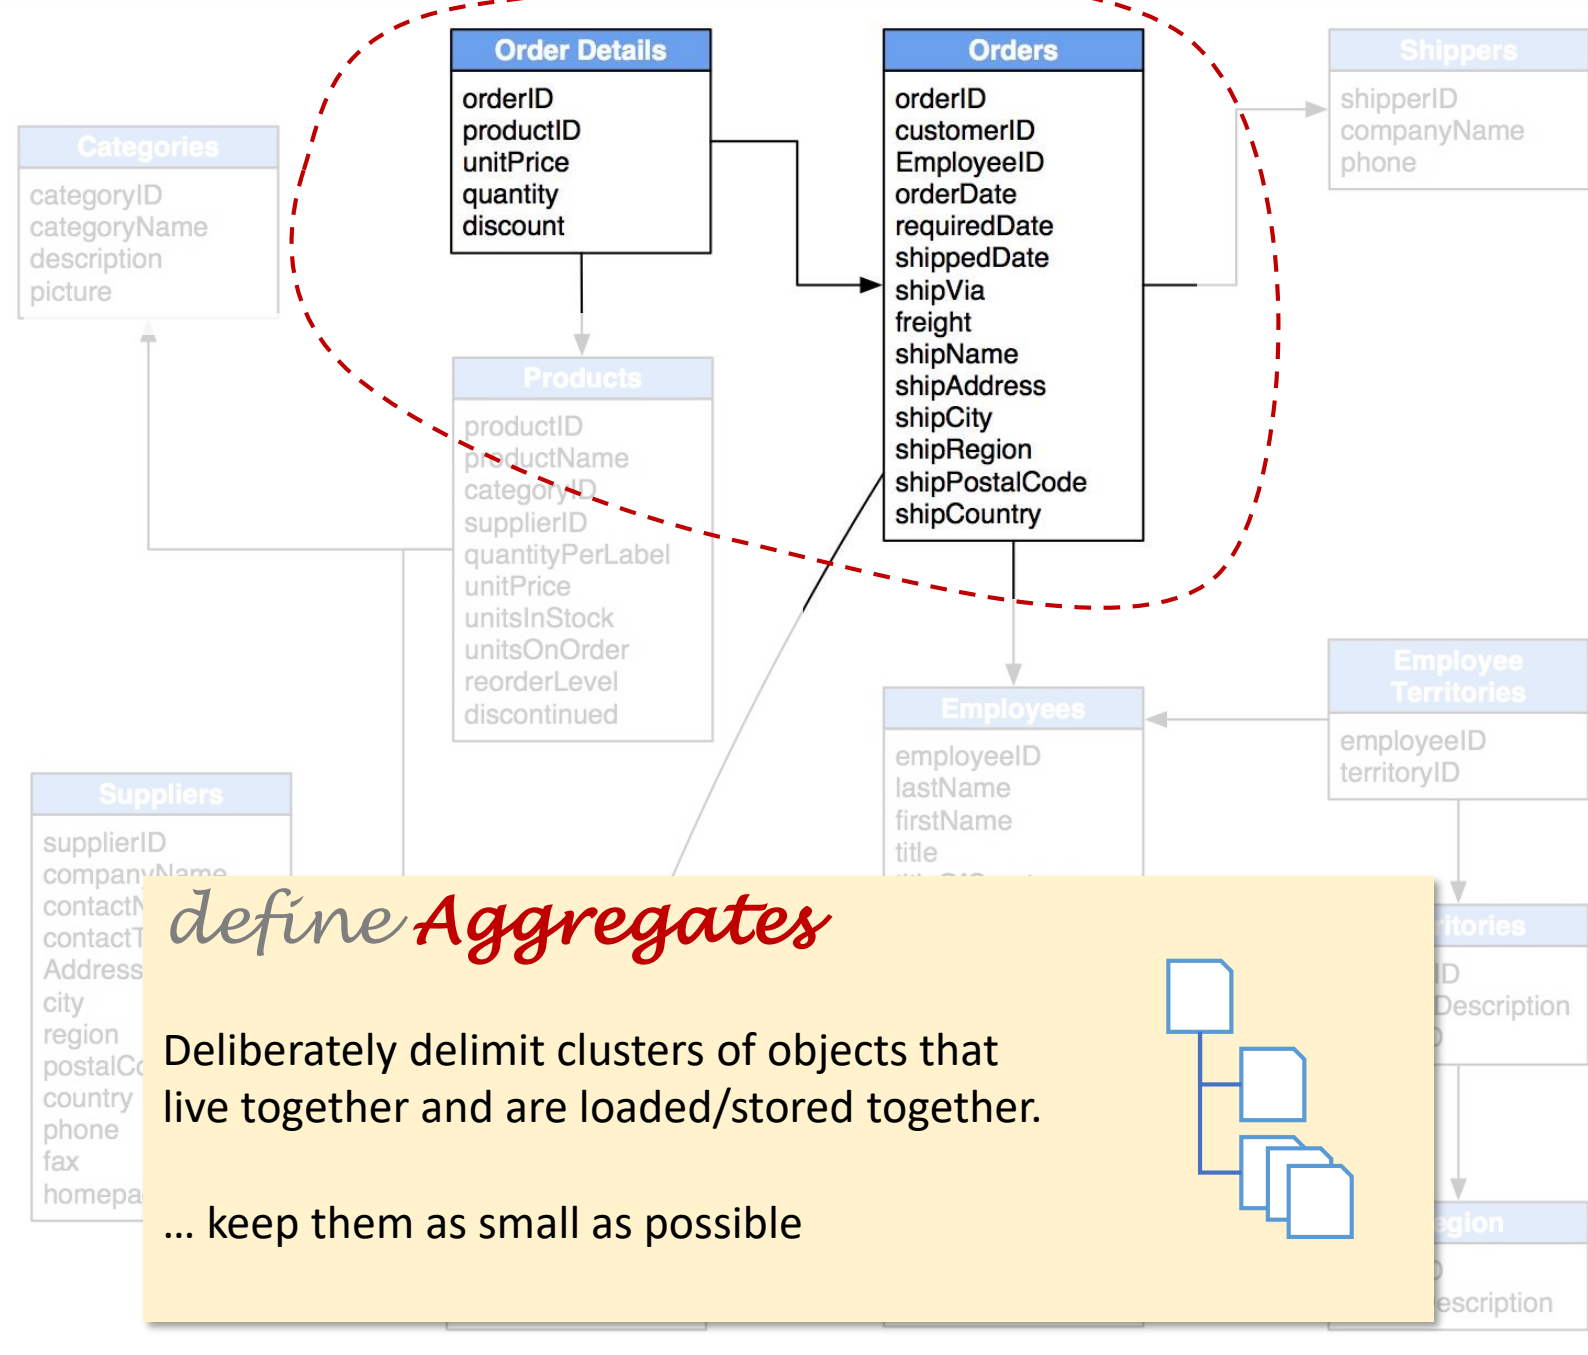 Order Details
orderID
productID
unitPrice
quantity
discount
Orders
orderID
customerID
EmployeeID
orderDate
requiredDate
shippedDate
shipVia
freight
shipName
shipAddress
shipCity
shipRegion
shipPostalCode
shipCountry
Shippers
shipperID
companyName
phone
Categories
categoryID
categoryName
description
picture
Products
productID
productName
categoryID
supplierID
quantityPerLabel
unitPrice
unitsInStock
unitsOnOrder
reorderLevel
discontinued
Employees
employeeID
lastName
firstName
title
Employee
Territories
employeeID
territoryID
Suppliers
supplierID
companyName
Address
city
region
country
phone
fax
define Aggregates
Deliberately delimit clusters of objects that
live together and are loaded/stored together.
... keep them as small as possible